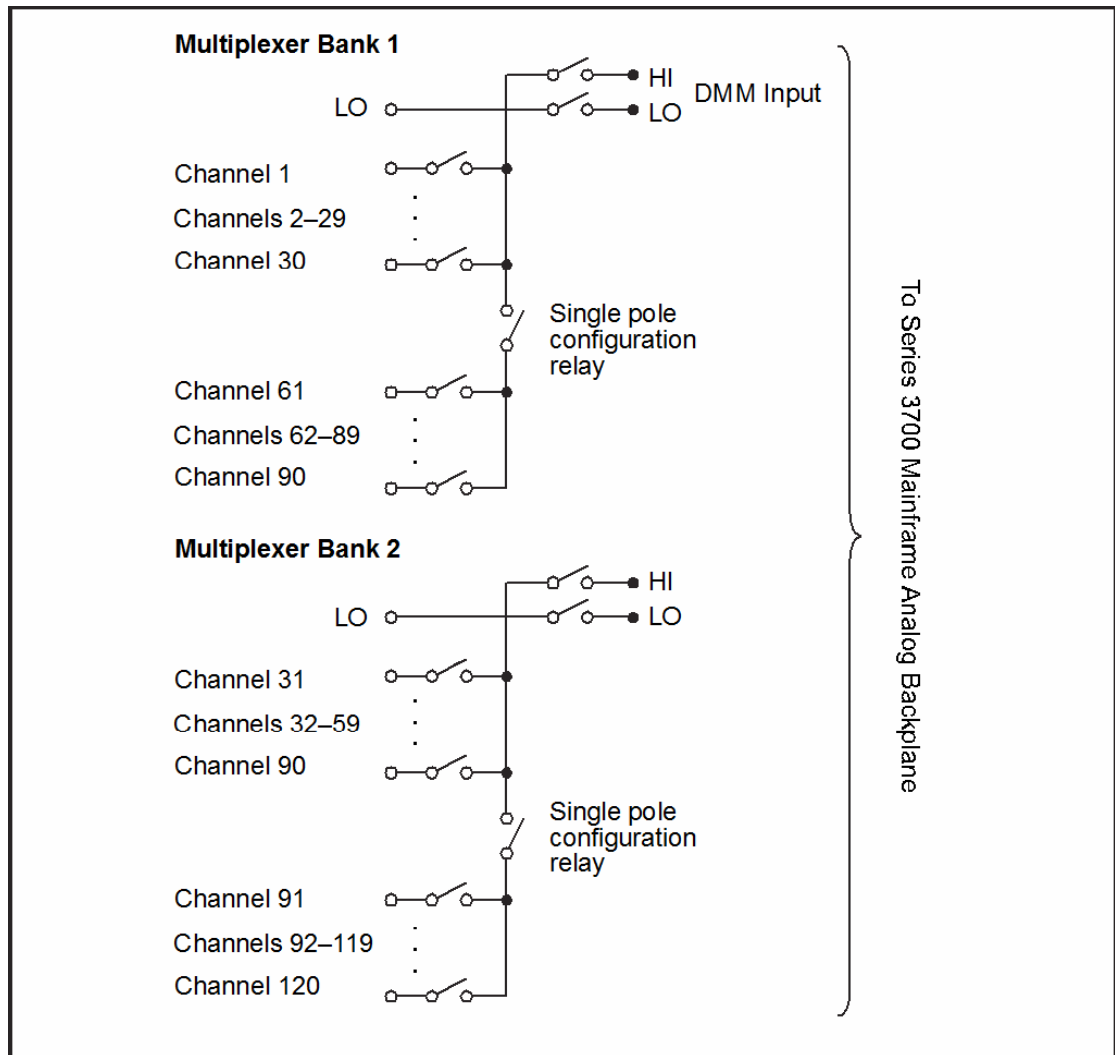 Multiplexer Bank 1
HI
DMM Input
LO
LO
Channel 1
Channels 2–29
Channel 30
Single pole
configuration
relay
Channel 61
Channels 62–89
Channel 90
Multiplexer Bank 2
HI
LO
LO
Channel 31
Channels 32–59
Channel 90
Single pole
configuration
relay
Channel 91
Channels 92–119
Channel 120
To Series 3700 Mainframe Analog Backplane